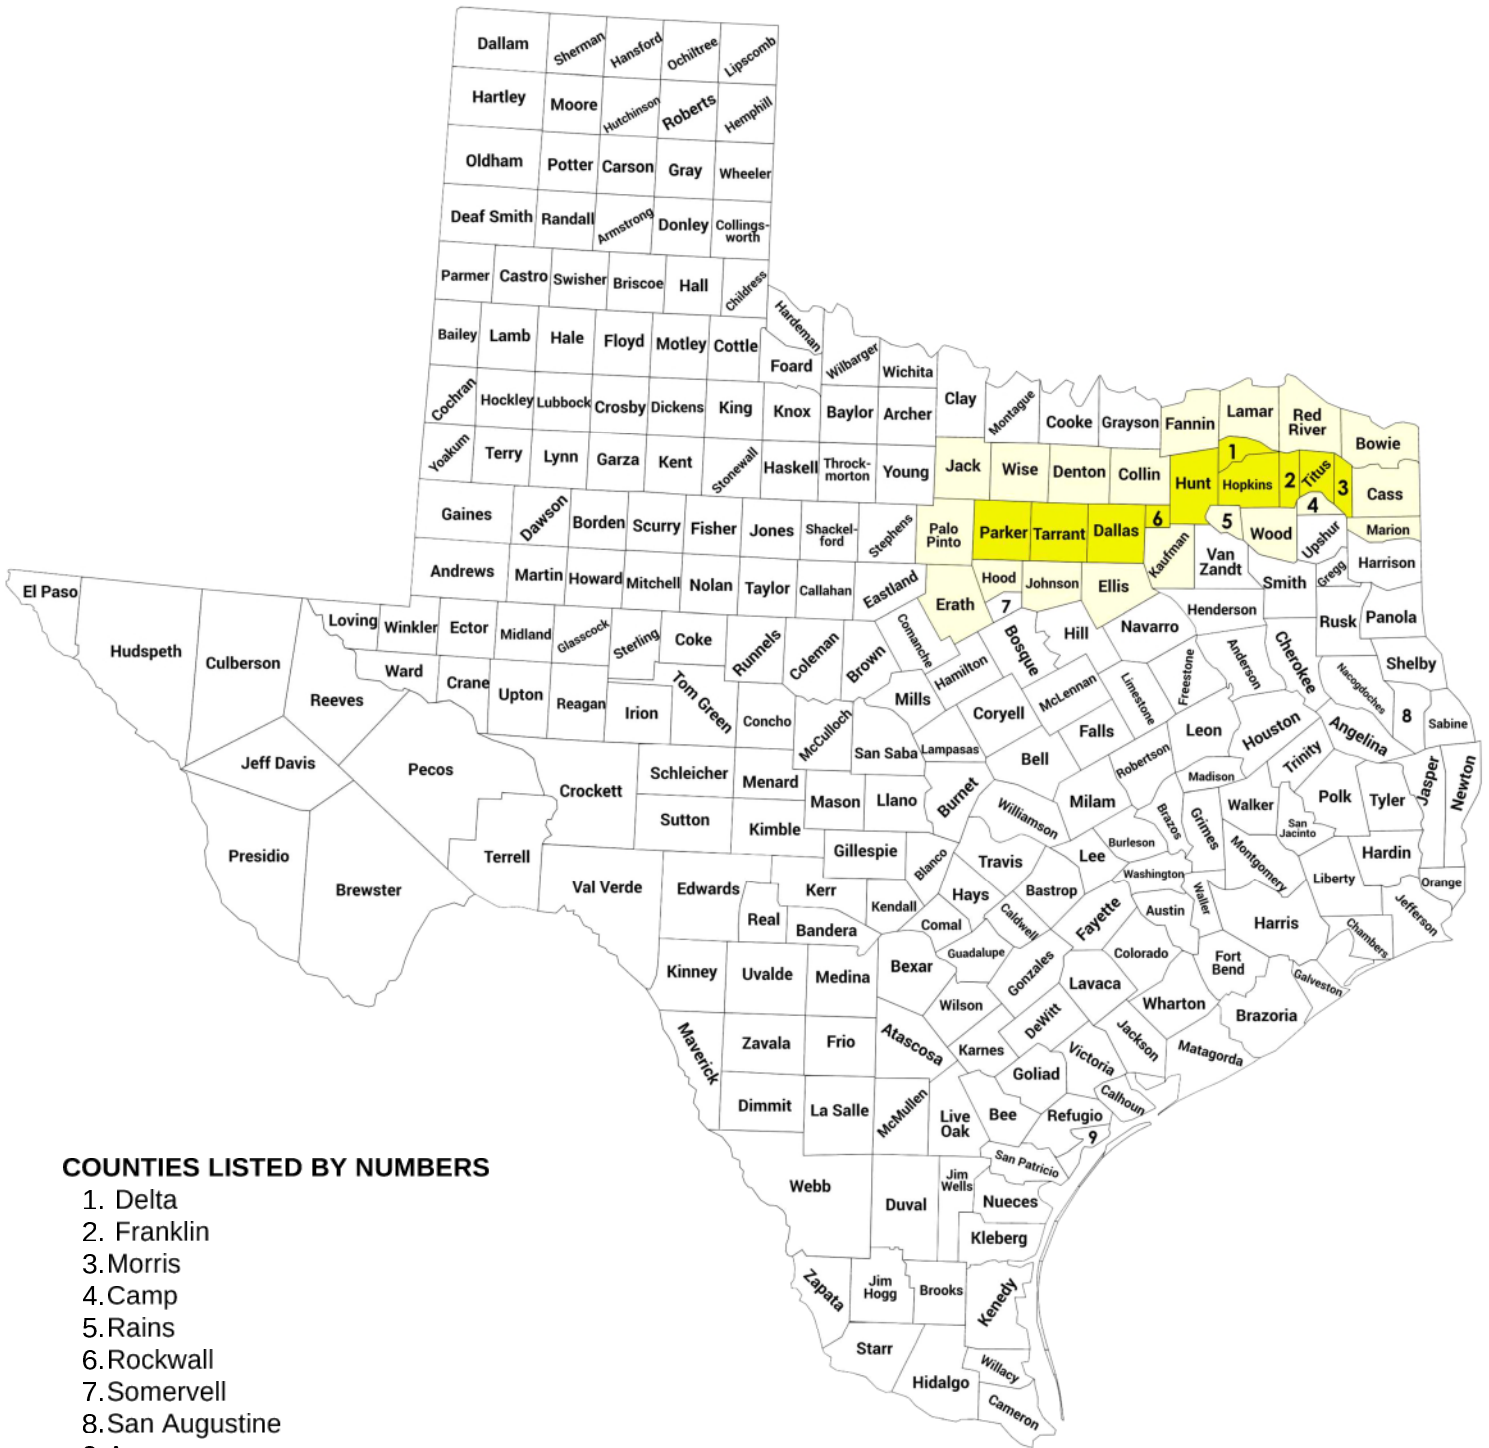 Dallam
Sherman
Hansford
Ochiltree
Lipscomb
Hartley
Moore
Hutchinson
Roberts
Hemphill
Oldham
Potter
Carson
Gray
Wheeler
Deaf Smith
Randall
Armstrong
Donley
Collings-
worth
Parmer
Castro
Swisher
Briscoe
Hall
Childress
Hardeman
Bailey
Lamb
Hale
Floyd
Motley
Cottle
Foard
Wilbarger
Wichita
Cochran
Hockley
Lubbock
Crosby
Dickens
King
Knox
Baylor
Archer
Clay
Montague
Cooke
Grayson
Fannin
Lamar
Red
River
Bowie
Yoakum
Terry
Lynn
Garza
Kent
Stonewall
Haskell
Throck-
morton
Young
Jack
Wise
Denton
Collin
Hunt
1
Hopkins
2
Titus
3
Cass
Gaines
Dawson
Borden
Scurry
Fisher
Jones
Shackel-
ford
Stephens
Palo
Pinto
Parker
Tarrant
Dallas
6
Kaufman
5
Wood
4
Upshur
Marion
Andrews
Martin
Howard
Mitchell
Nolan
Taylor
Callahan
Eastland
Erath
Hood
Johnson
Ellis
Van
Zandt
Smith
Gregg
Harrison
El Paso
Hudspeth
Culberson
Loving
Winkler
Ector
Midland
Glasscock
Sterling
Coke
Runnels
Coleman
Brown
Comanche
7
Bosque
Hill
Navarro
Henderson
Rusk
Panola
Reeves
Ward
Crane
Upton
Reagan
Irion
Tom Green
Concho
McCulloch
Mills
Hamilton
Coryell
McLennan
Limestone
Freestone
Anderson
Cherokee
Nacogdoches
Shelby
8
Sabine
Jeff Davis
Pecos
Crockett
Schleicher
Menard
San Saba
Lampasas
Bell
Falls
Robertson
Leon
Houston
Trinity
Angelina
Madison
Presidio
Brewster
Terrell
Sutton
Kimble
Mason
Llano
Burnet
Williamson
Milam
Brazos
Grimes
Walker
San
Jacinto
Polk
Tyler
Jasper
Newton
Val Verde
Edwards
Real
Kerr
Bandera
Gillespie
Kendall
Blanco
Hays
Travis
Lee
Burleson
Washington
Montgomery
Liberty
Hardin
Orange
Jefferson
Comal
Caldwell
Bastrop
Fayette
Austin
Waller
Harris
Chambers
Kinney
Uvalde
Medina
Bexar
Guadalupe
Wilson
Gonzales
Lavaca
Colorado
Fort
Bend
Galveston
Wharton
Brazoria
Maverick
Zavala
Frio
Atascosa
Karnes
DeWitt
Jackson
Matagorda
Victoria
Goliad
Calhoun
Dimmit
La Salle
McMullen
Live
Oak
Bee
Refugio
9
San Patricio
Webb
Duval
Jim
Wells
Nueces
Kleberg
Zapata
Jim
Hogg
Brooks
Kenedy
Starr
Hidalgo
Willacy
Cameron
COUNTIES LISTED BY NUMBERS
1. Delta
2. Franklin
3.Morris
4.Camp
5.Rains
6.Rockwall
7.Somervell
8.San Augustine